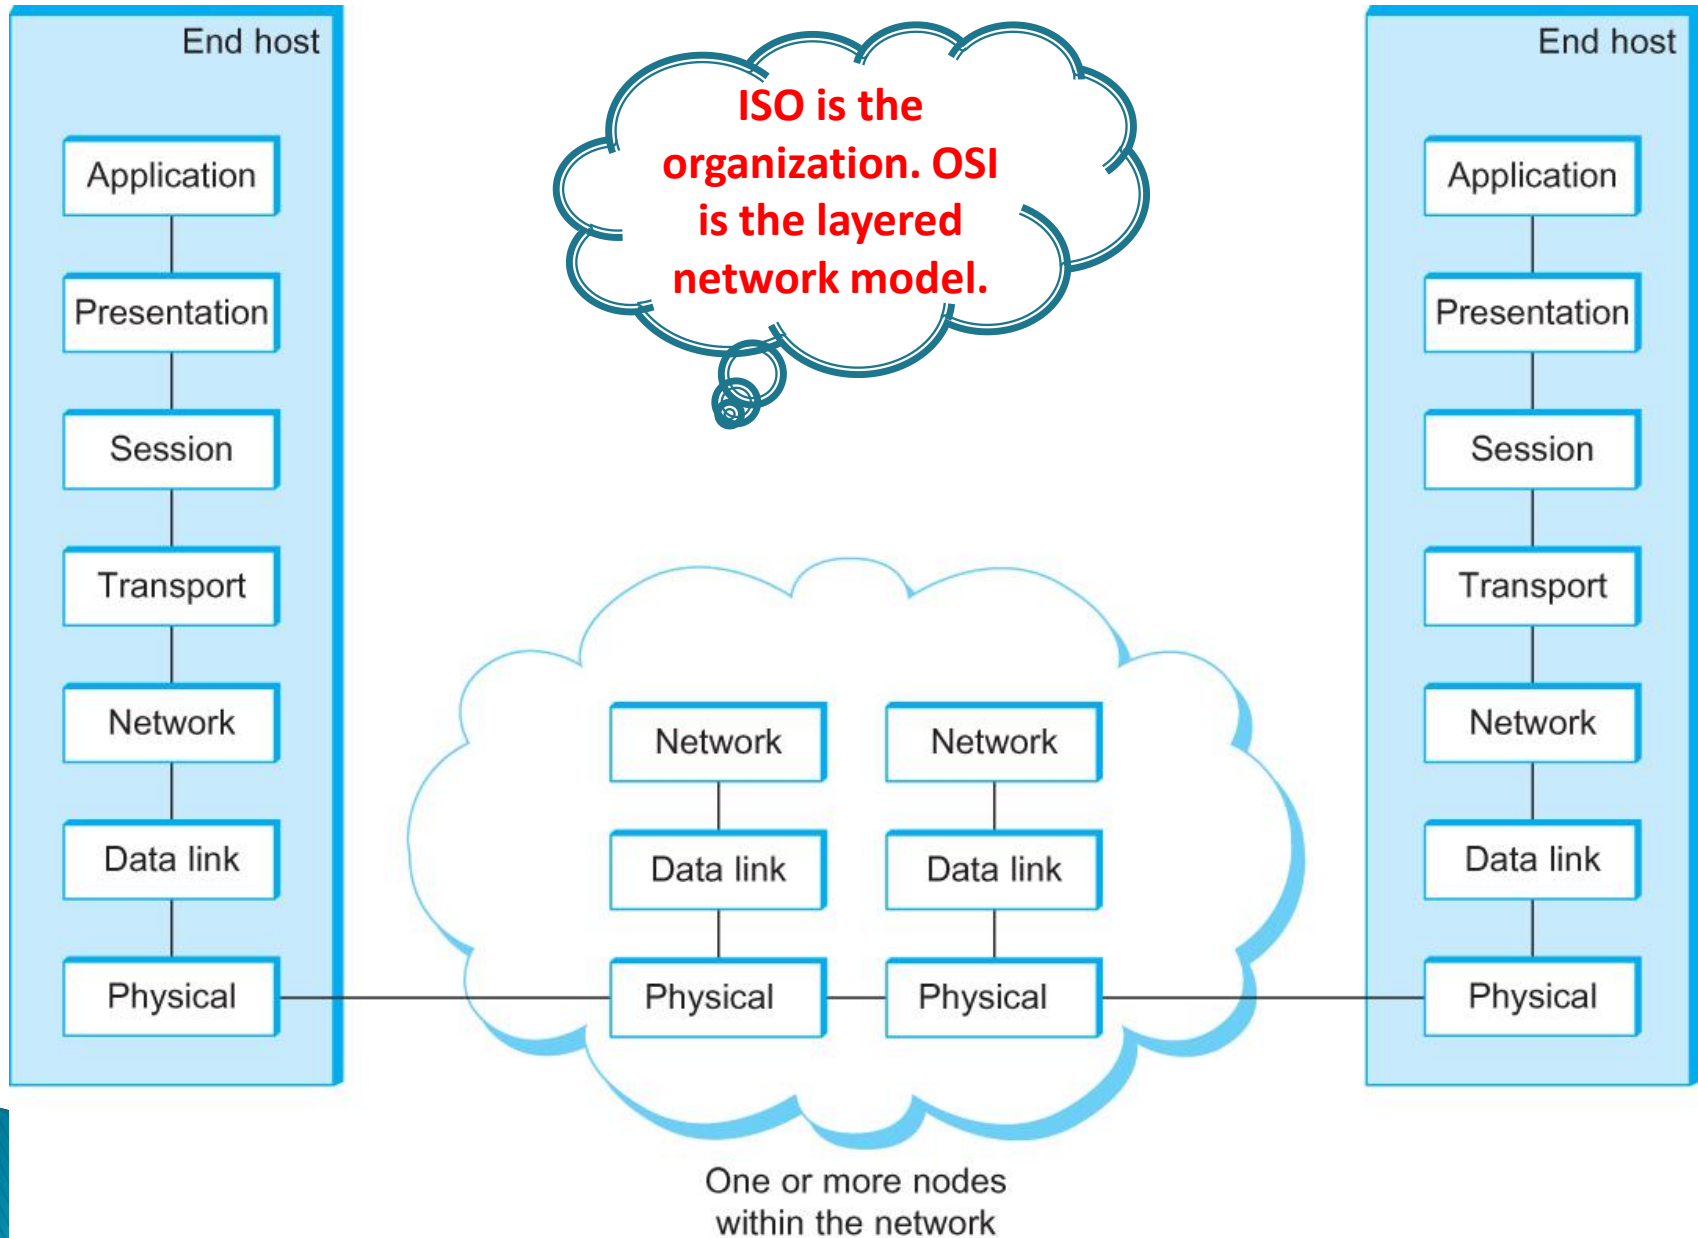 End host
Application
Presentation
Session
Transport
Network
Data link
Physical
ISO is the
organization. OSI
is the layered
network model.
Network
Data link
Physical
Network
Data link
Physical
One or more nodes
within the network
End host
Application
Presentation
Session
Transport
Network
Data link
Physical